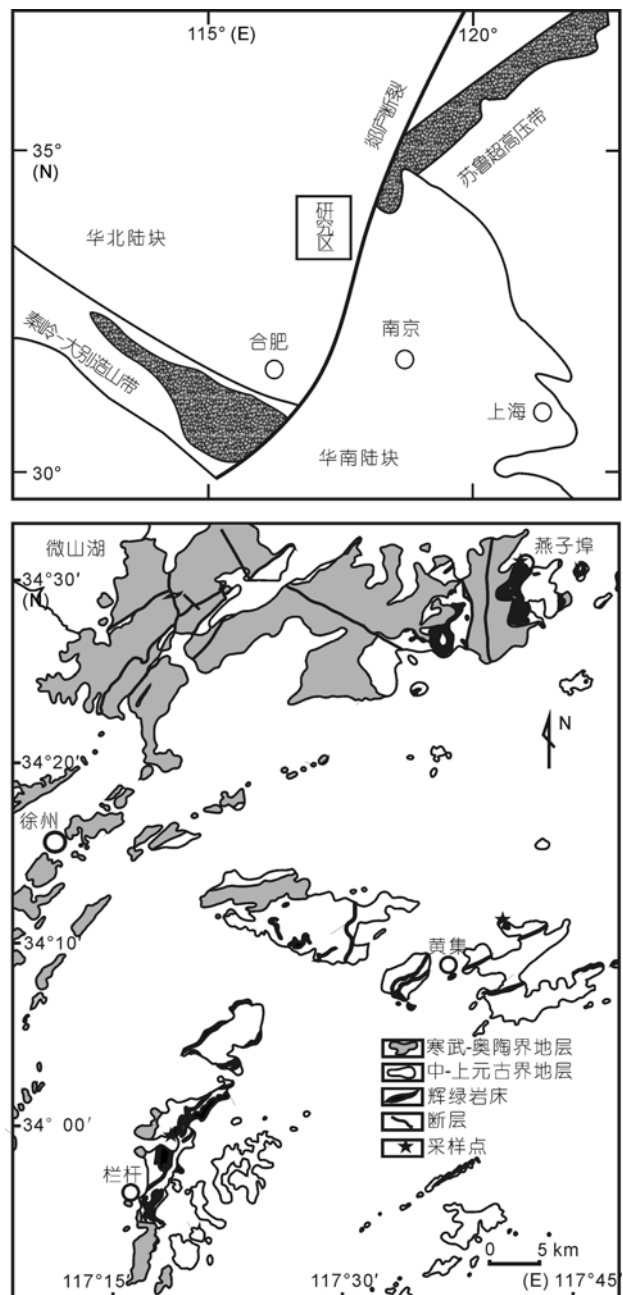 115° (E)
120°
郯庐断裂
35°
(N)
苏鲁超高压带
研究区
华北陆块
秦岭-大别造山带
合肥
南京
上海
华南陆块
30°
微山湖
燕子埠
34°30′
(N)
N
34°20′
徐州
34°10′
黄集
寒武-奥陶界地层
中-上元古界地层
辉绿岩床
断层
采样点
34° 00′
栏杆
0 5 km
117°15′
117°30′
(E)
117°45′